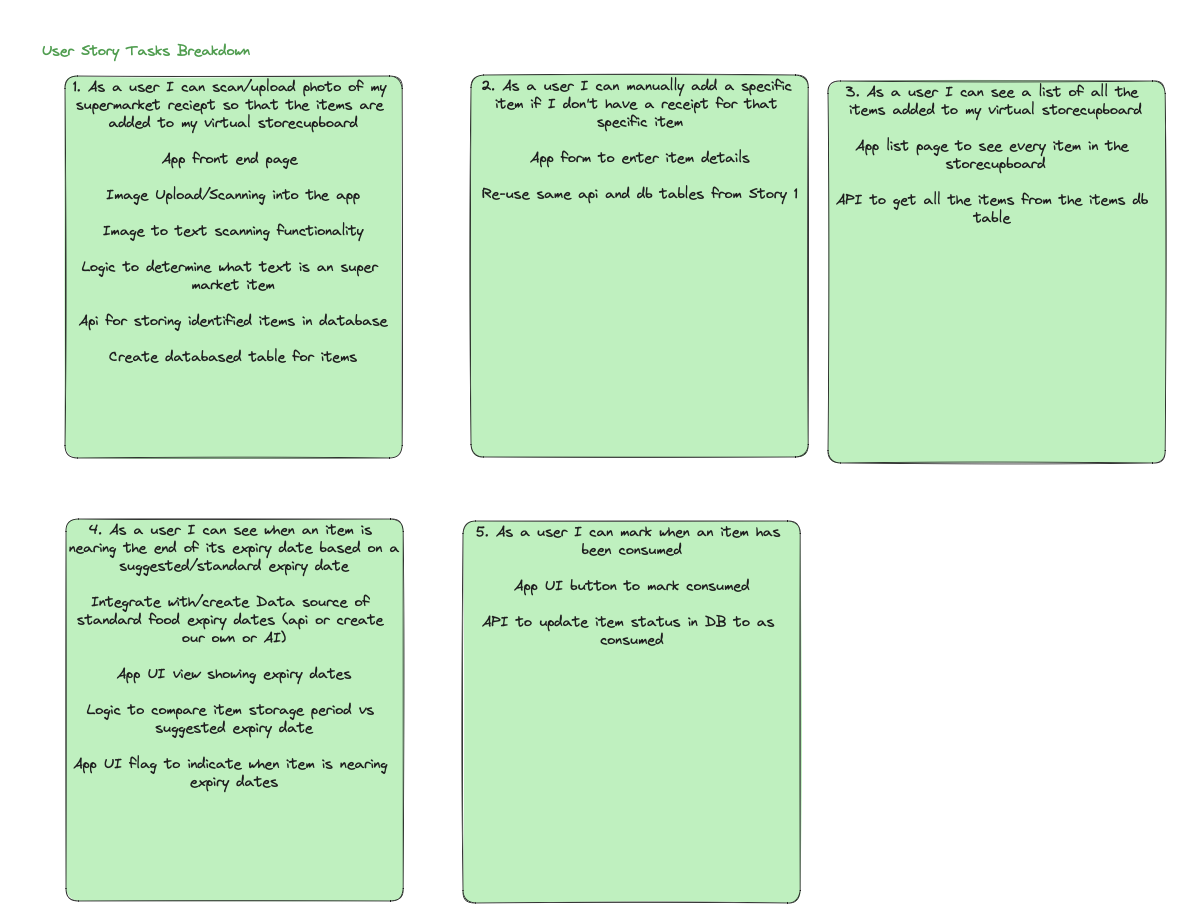 User Story Tasks Breakdown
1. As a user I can scan/upload photo of my
supermarket reciept so that the items are
added to my virtual storecupboard
App front end page
Image Upload/Scanning into the app
Image to text scanning functionality
Logic to determine what text is an super
market item
Api for storing identified items in database
Create databased table for items
2. As a user I can manually add a specific
item if I don't have a receipt for that
specific item
App form to enter item details
Re-use same api and db tables from Story 1
3. As a user I can see a list of all the
items added to my virtual storecupboard
App list page to see every item in the
storecupboard
API to get all the items from the items db
table
4. As a user I can see when an item is
nearing the end of its expiry date based on a
suggested/standard expiry date
Integrate with/create Data source of
standard food expiry dates (api or create
our own or AI)
App UI view showing expiry dates
Logic to compare item storage period vs
suggested expiry date
App UI flag to indicate when item is nearing
expiry dates
5. As a user I can mark when an item has
been consumed
App UI button to mark consumed
API to update item status in DB to as
consumed